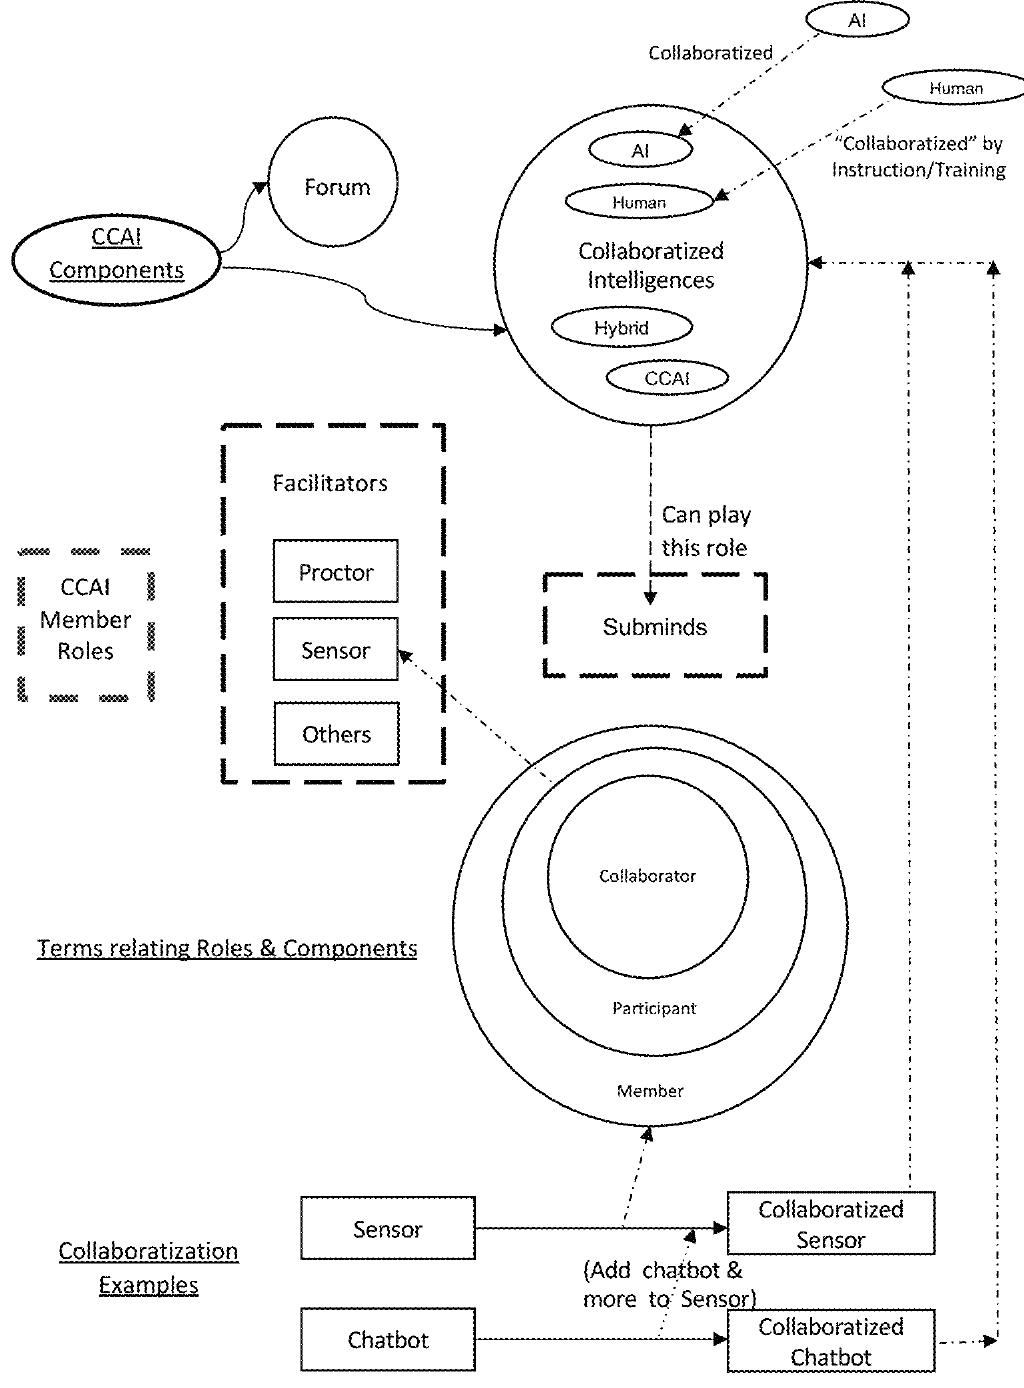 AI
Collaboratized
Human
"Collaboratized" by
Instruction/Training
AI
Human
Collaboratized
Intelligences
Hybrid
CCAI
Forum
CCAI
Components
Facilitators
Proctor
Sensor
Others
CCAI
Member
Roles
Can play
this role
Subminds
Collaborator
Participant
Member
Terms relating Roles & Components
Sensor
Collaboratized
Sensor
Collaboratization
Examples
(Add chatbot &
more to Sensor)
Chatbot
Collaboratized
Chatbot